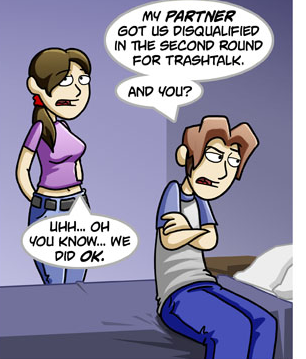 MY PARTNER
GOT US DISQUALIFIED
IN THE SECOND ROUND
FOR TRASHTALK.
AND YOU?
UHH... OH
YOU KNOW... WE
DID OK.